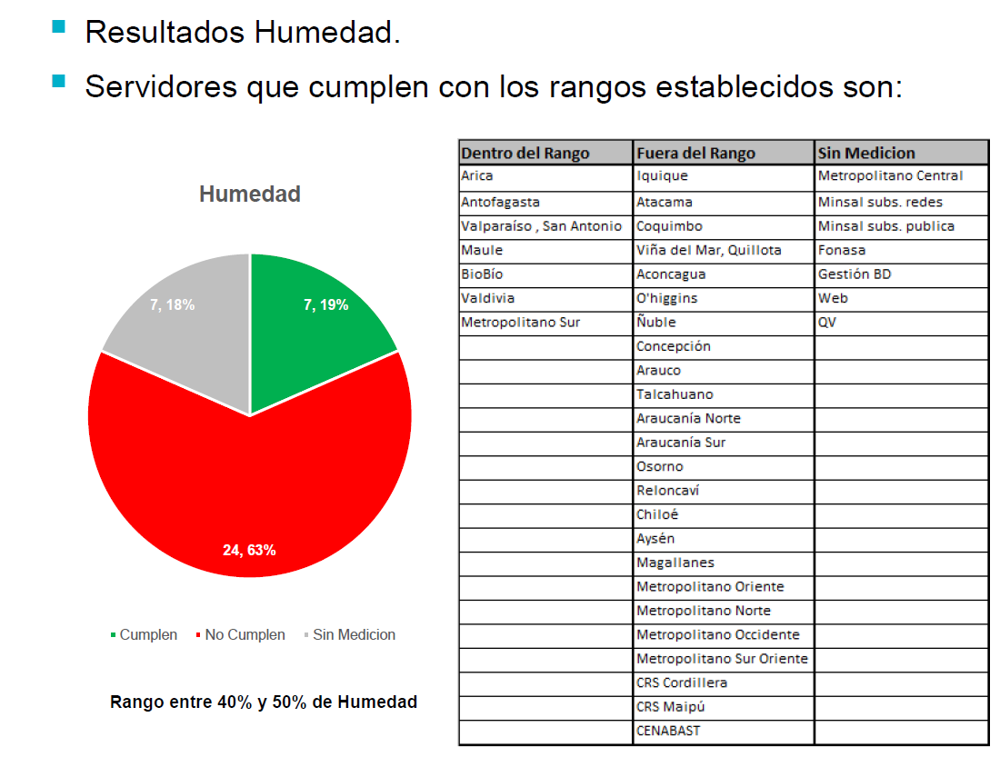 Resultados Humedad.
Servidores que cumplen con los rangos establecidos son:
Humedad
7, 18%
7, 19%
24, 63%
Cumplen No Cumplen Sin Medicion
Rango entre 40% y 50% de Humedad
Dentro del Rango Fuera del Rango Sin Medicion
Arica Iquique Metropolitano Central
Antofagasta Atacama Minsal subs. redes
Valparaíso , San Antonio Coquimbo Minsal subs. publica
Maule Viña del Mar, Quillota Fonasa
BioBío Aconcagua Gestión BD
Valdivia O'higgins Web
Metropolitano Sur Ñuble QV
Concepción
Arauco
Talcahuano
Araucanía Norte
Araucanía Sur
Osorno
Reloncaví
Chiloé
Aysén
Magallanes
Metropolitano Oriente
Metropolitano Norte
Metropolitano Occidente
Metropolitano Sur Oriente
CRS Cordillera
CRS Maipú
CENABAST